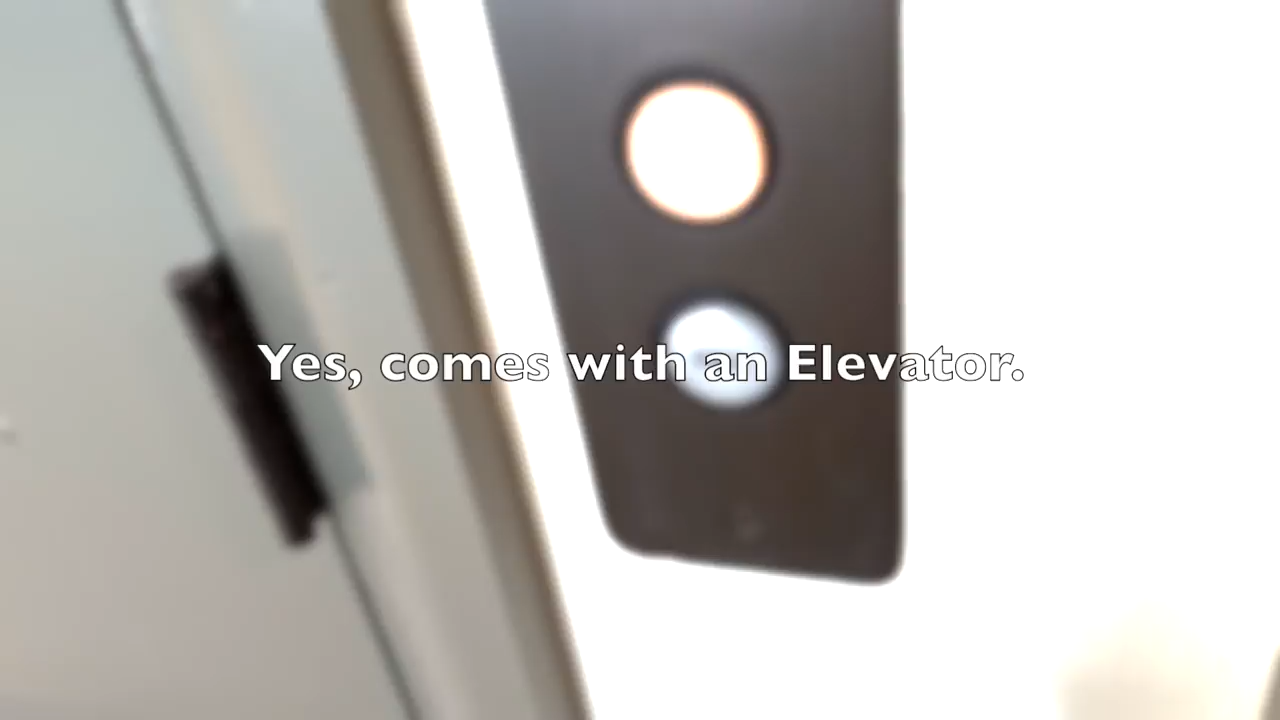 Yes, comes with an Elevator.